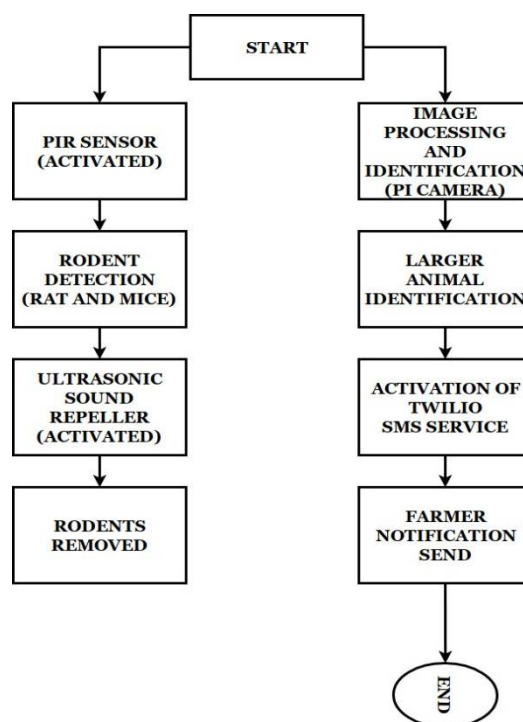 START
PIR SENSOR
(ACTIVATED)
RODENT
DETECTION
(RAT AND MICE)
ULTRASONIC
SOUND
REPELLER
(ACTIVATED)
RODENTS
REMOVED
IMAGE
PROCESSING
AND
IDENTIFICATION
(PI CAMERA)
LARGER
ANIMAL
IDENTIFICATION
ACTIVATION OF
TWILIO
SMS SERVICE
FARMER
NOTIFICATION
SEND
END